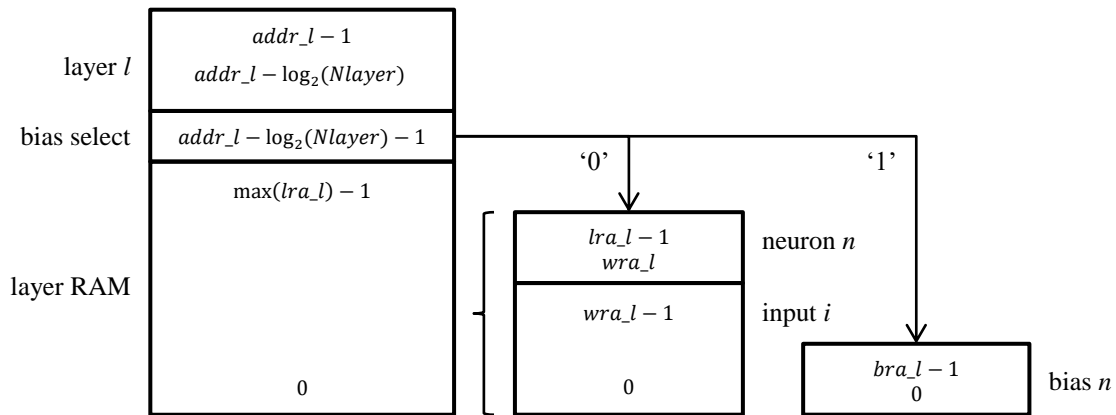 layer l
addr_l − 1
addr_l − log₂(Nlayer)
bias select
addr_l − log₂(Nlayer) − 1
layer RAM
max(lra_l) − 1
0
‘0’
‘1’
lra_l − 1
wra_l
neuron n
wra_l − 1
input i
0
bra_l − 1
0
bias n